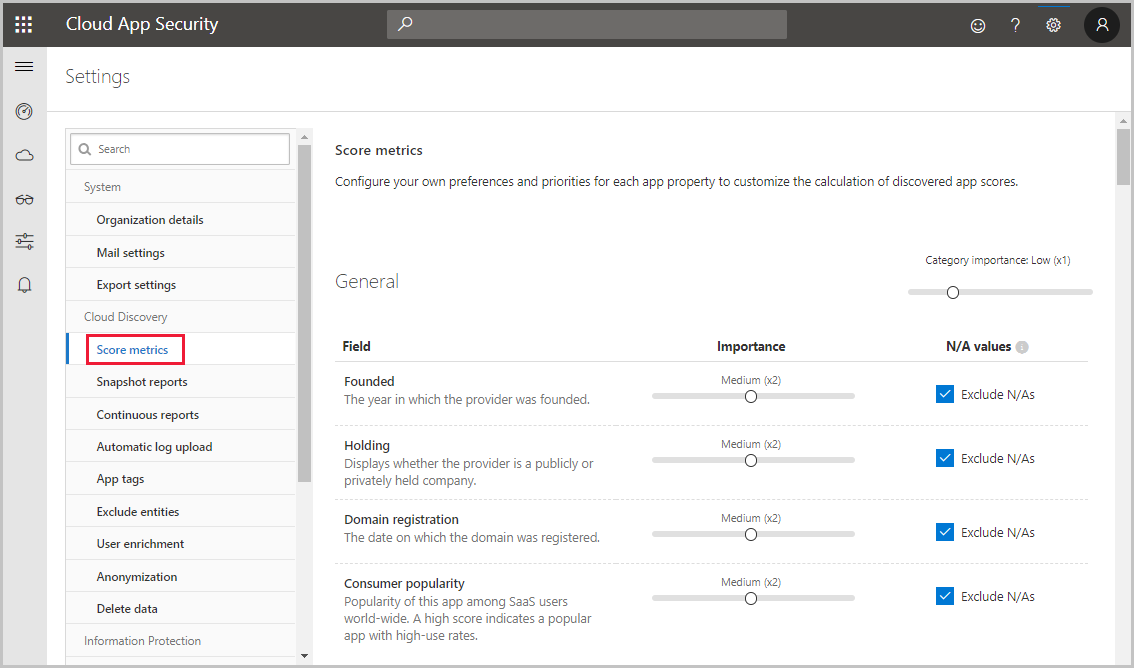 Cloud App Security
?
Settings
Search
System
Organization details
Mail settings
Export settings
Cloud Discovery
Score metrics
Snapshot reports
Continuous reports
Automatic log upload
App tags
Exclude entities
User enrichment
Anonymization
Delete data
Information Protection
Score metrics
Configure your own preferences and priorities for each app property to customize the calculation of discovered app scores.
General
Category importance: Low (x1)
Field Importance N/A values
Founded
The year in which the provider was founded.
Medium (x2)
Exclude N/As
Holding
Displays whether the provider is a publicly or
privately held company.
Medium (x2)
Exclude N/As
Domain registration
The date on which the domain was registered.
Medium (x2)
Exclude N/As
Consumer popularity
Popularity of this app among SaaS users
world-wide. A high score indicates a popular
app with high-use rates.
Medium (x2)
Exclude N/As